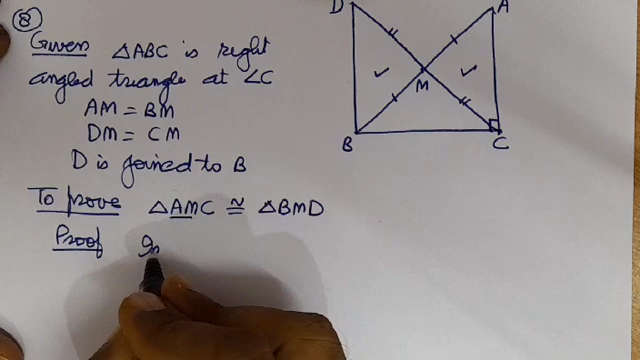 8
Given △ABC is right
angled triangle at ∠C
AM = BM
DM = CM
D is joined to B
To prove △AMC ≅ △BMD
Proof In
D A
M
B C